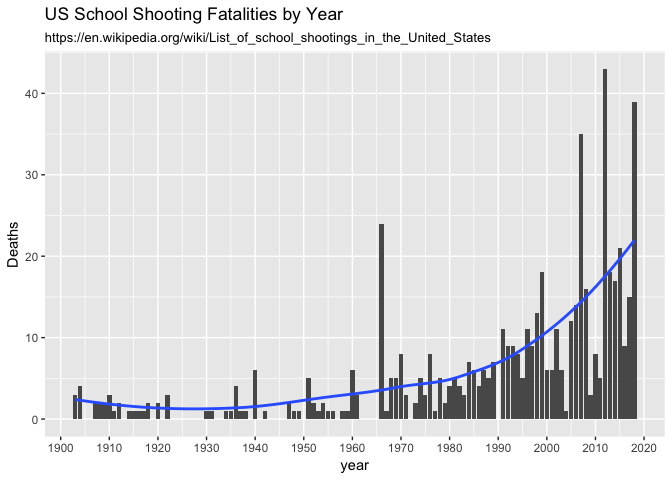 US School Shooting Fatalities by Year
https://en.wikipedia.org/wiki/List_of_school_shootings_in_the_United_States
40
30
20
10
0
Deaths
1900 1910 1920 1930 1940 1950 1960 1970 1980 1990 2000 2010 2020
year